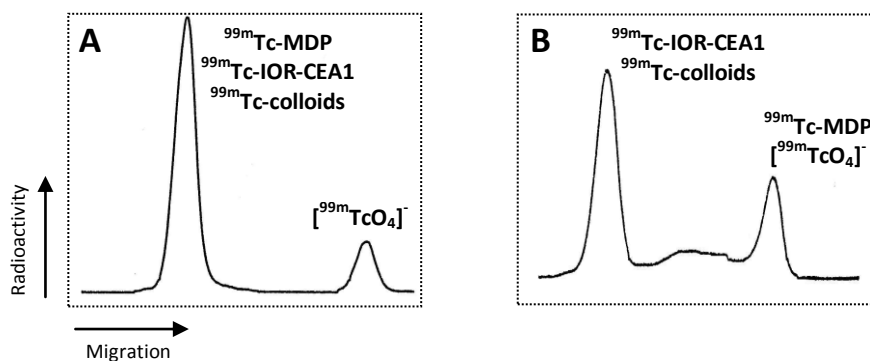 A
⁹⁹ᵐTc-MDP
⁹⁹ᵐTc-IOR-CEA1
⁹⁹ᵐTc-colloids
[⁹⁹ᵐTcO₄]⁻
Radioactivity
Migration
B
⁹⁹ᵐTc-IOR-CEA1
⁹⁹ᵐTc-colloids
⁹⁹ᵐTc-MDP
[⁹⁹ᵐTcO₄]⁻